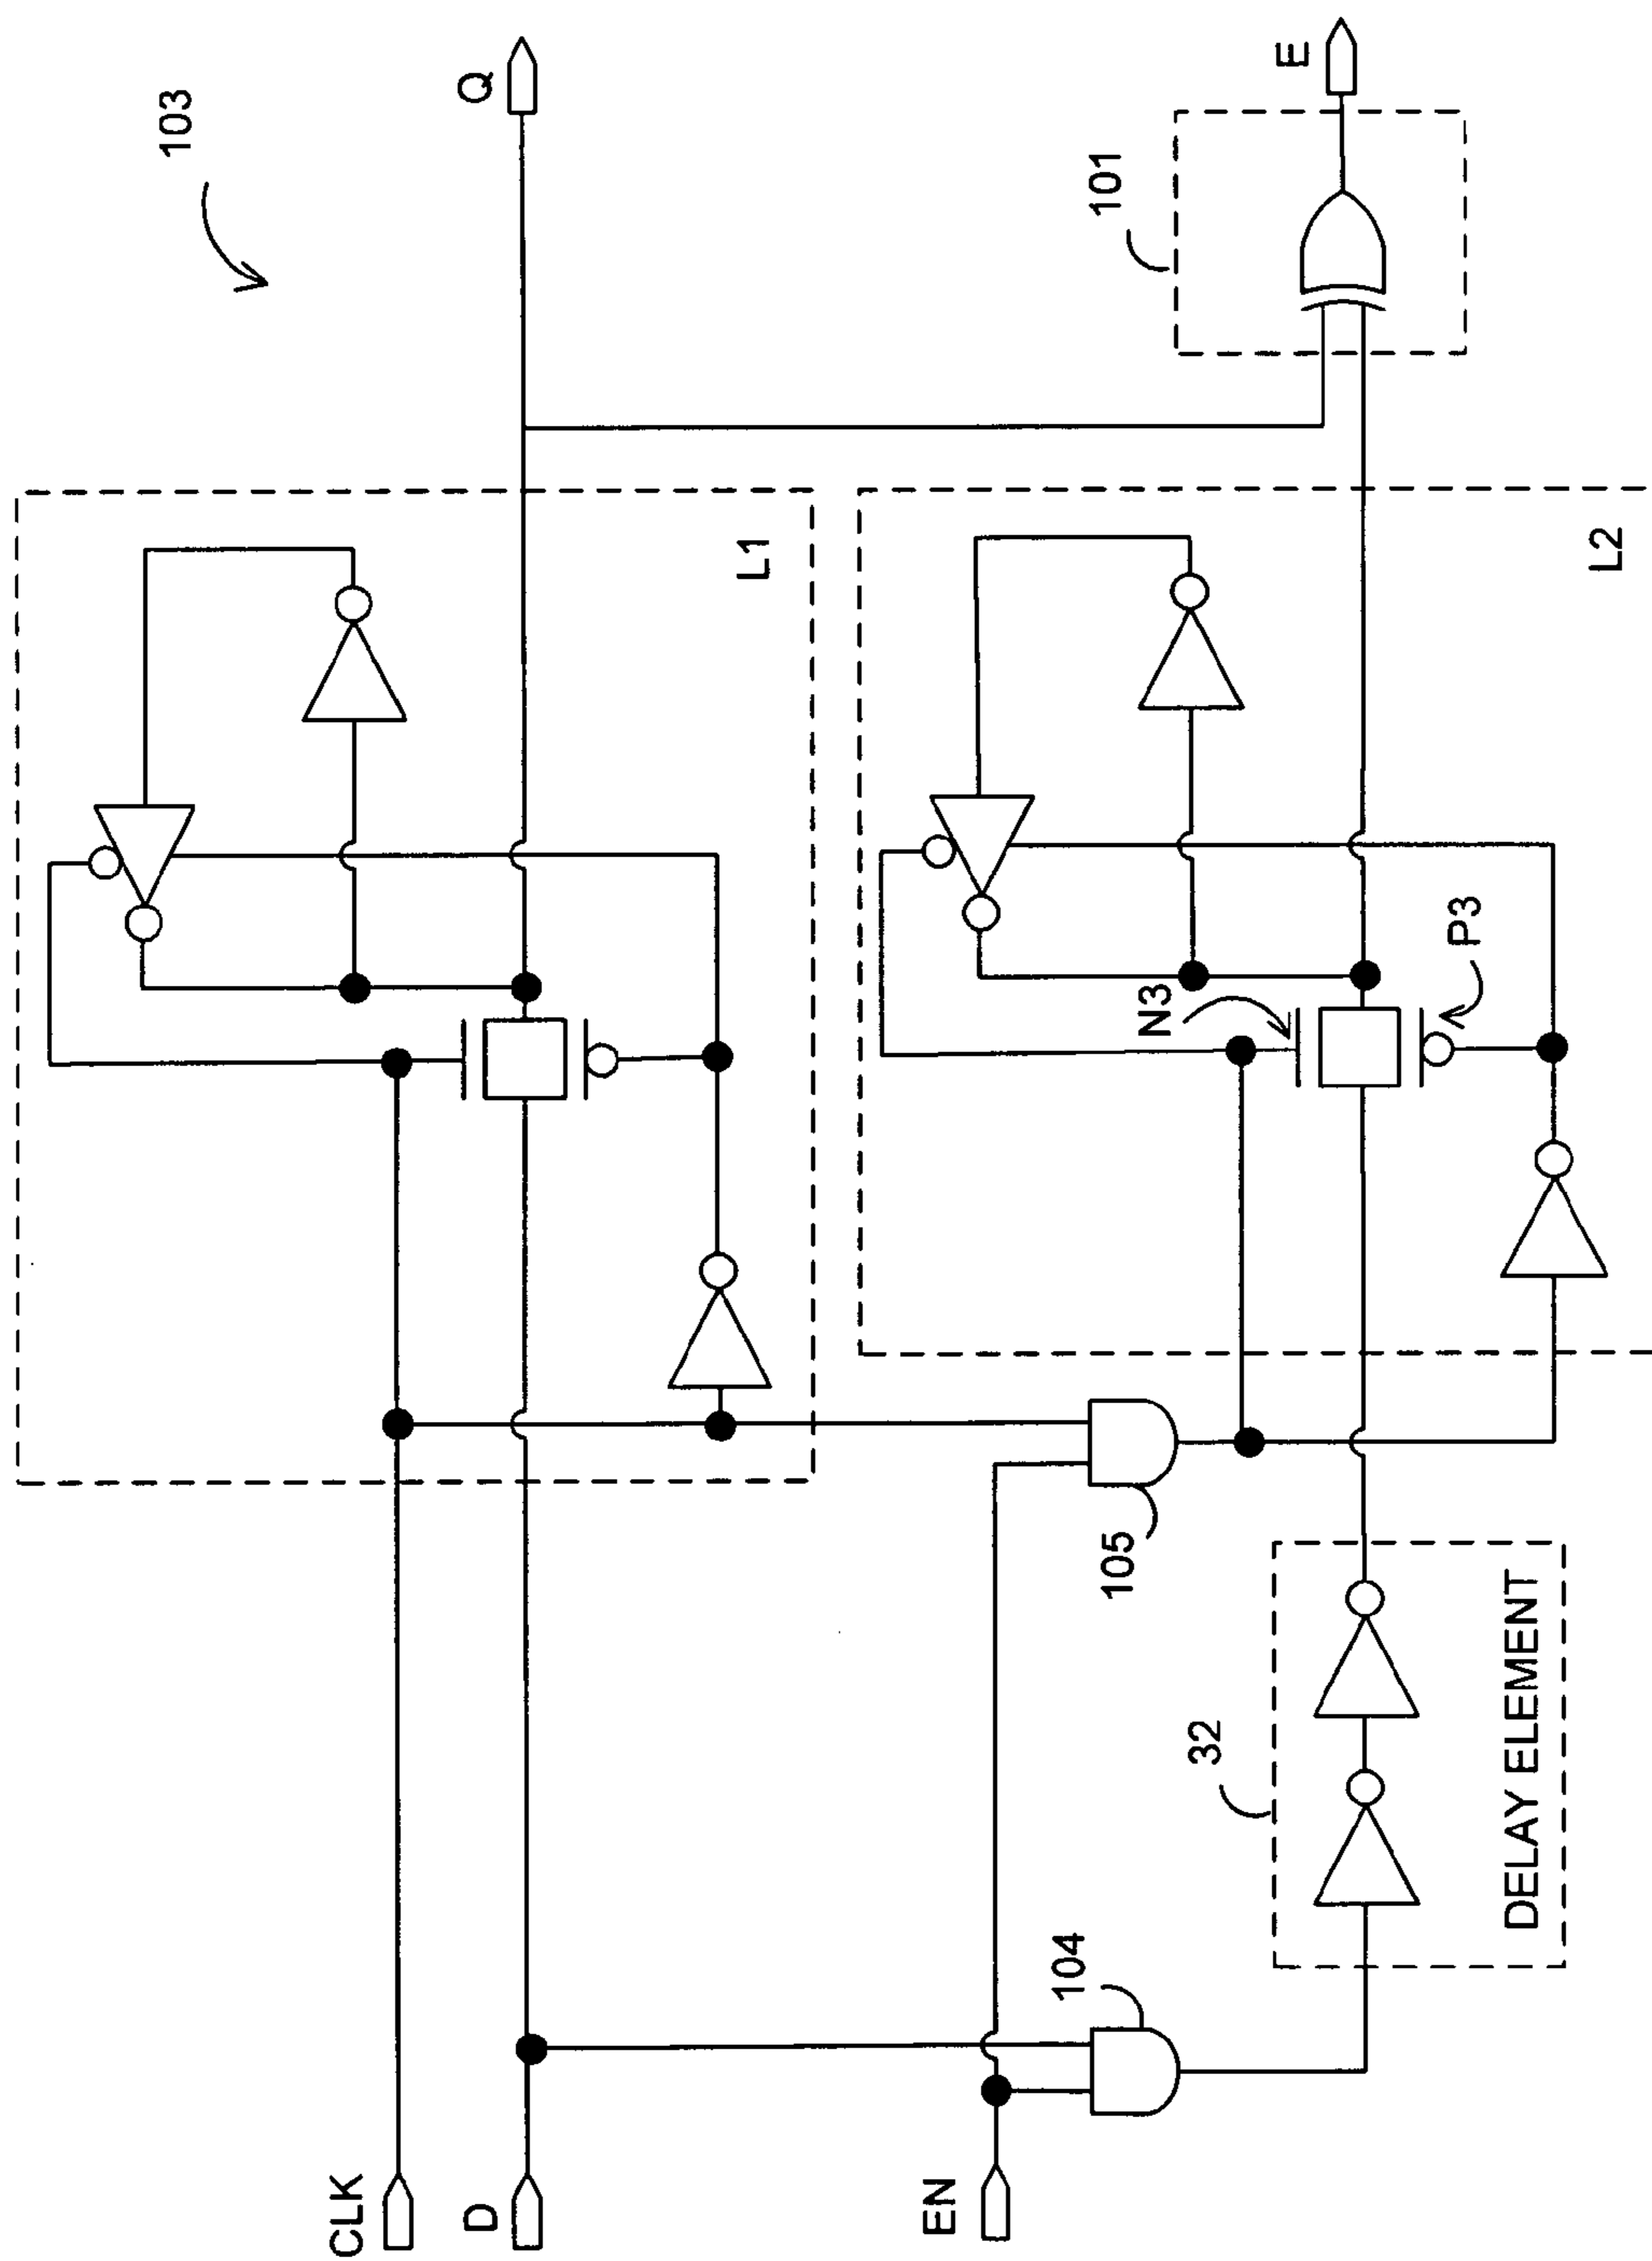 103
CLK
D
Q
L1
EN
104
105
32
DELAY ELEMENT
N3
P3
L2
101
E